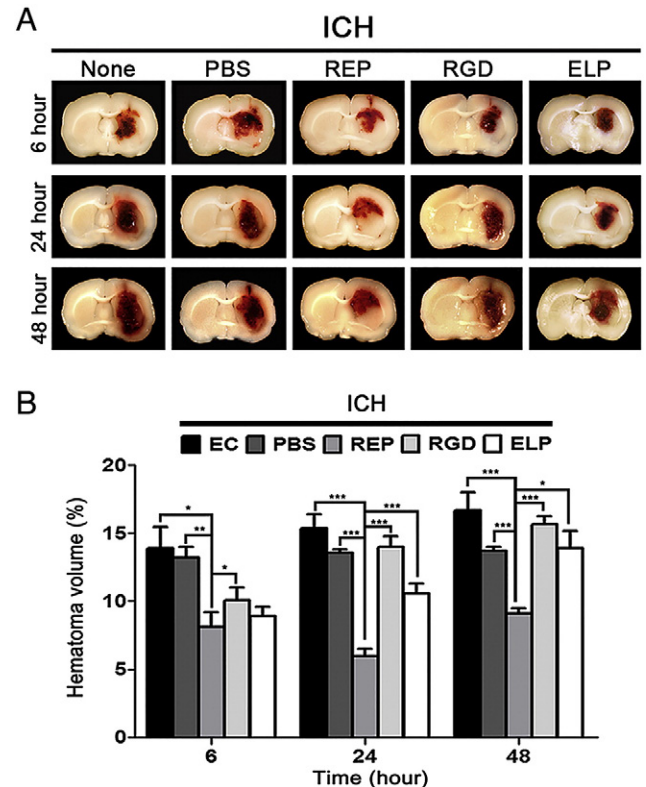 A
ICH
None PBS REP RGD ELP
6 hour
24 hour
48 hour
B
ICH
EC PBS REP RGD ELP
Hematoma volume (%)
20
15
10
5
0
* ** *
*** *** *** ***
*** *** *** *
6 24 48
Time (hour)